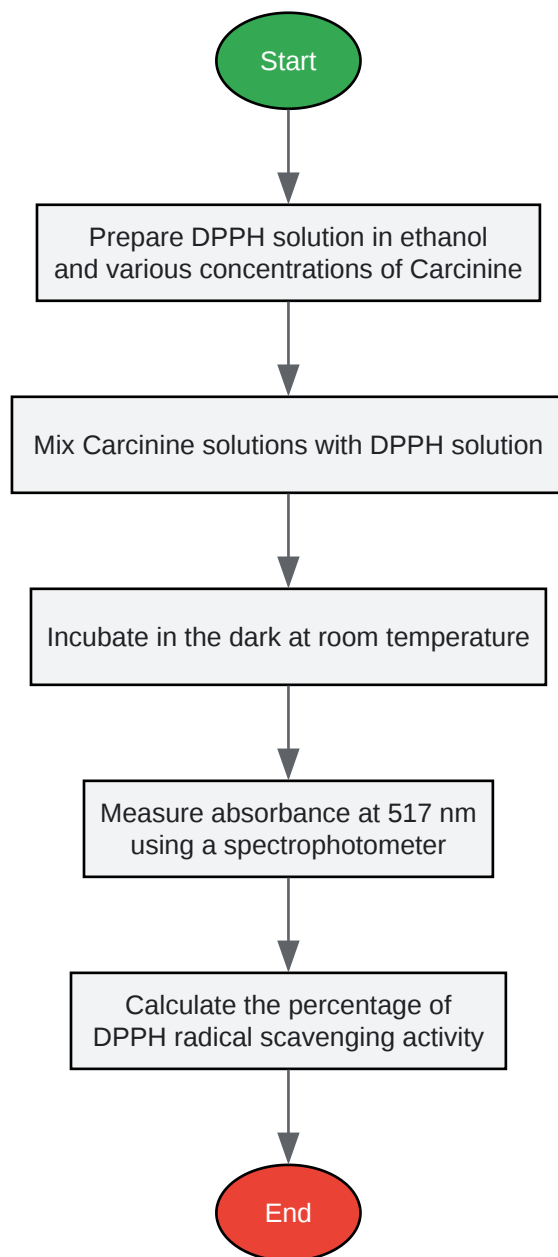 Start
Prepare DPPH solution in ethanol
and various concentrations of Carcinine
Mix Carcinine solutions with DPPH solution
Incubate in the dark at room temperature
Measure absorbance at 517 nm
using a spectrophotometer
Calculate the percentage of
DPPH radical scavenging activity
End